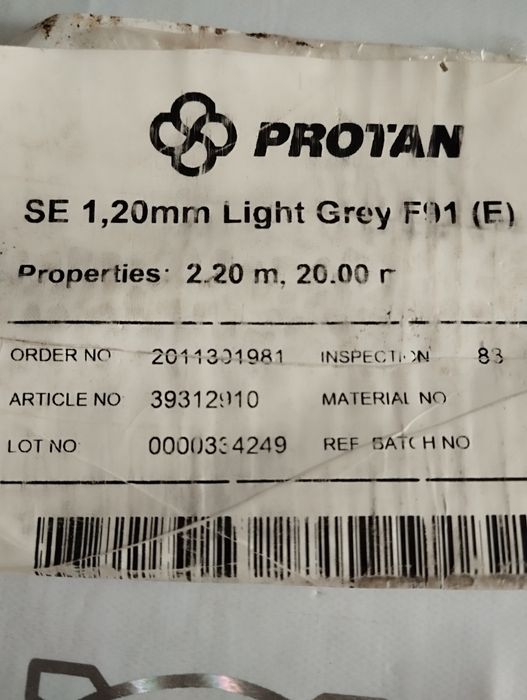 PROTAN
SE 1,20mm Light Grey F91 (E)
Properties: 2.20 m, 20.00 m
ORDER NO 2011301981 INSPECTION 83
ARTICLE NO 39312910 MATERIAL NO
LOT NO 0000334249 REF BATCH NO